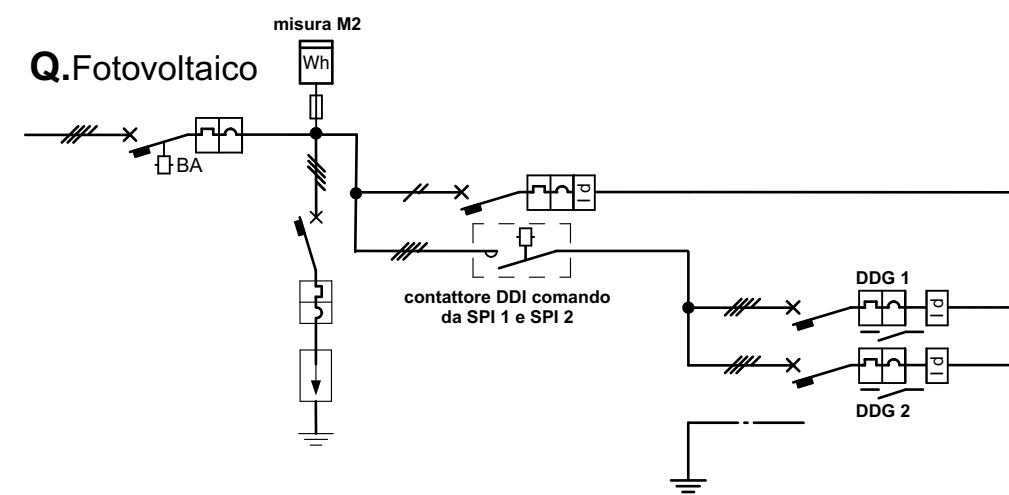 misura M2
Wh
Q.Fotovoltaico
BA
Id
contattore DDI comando
da SPI 1 e SPI 2
DDG 1
Id
Id
DDG 2